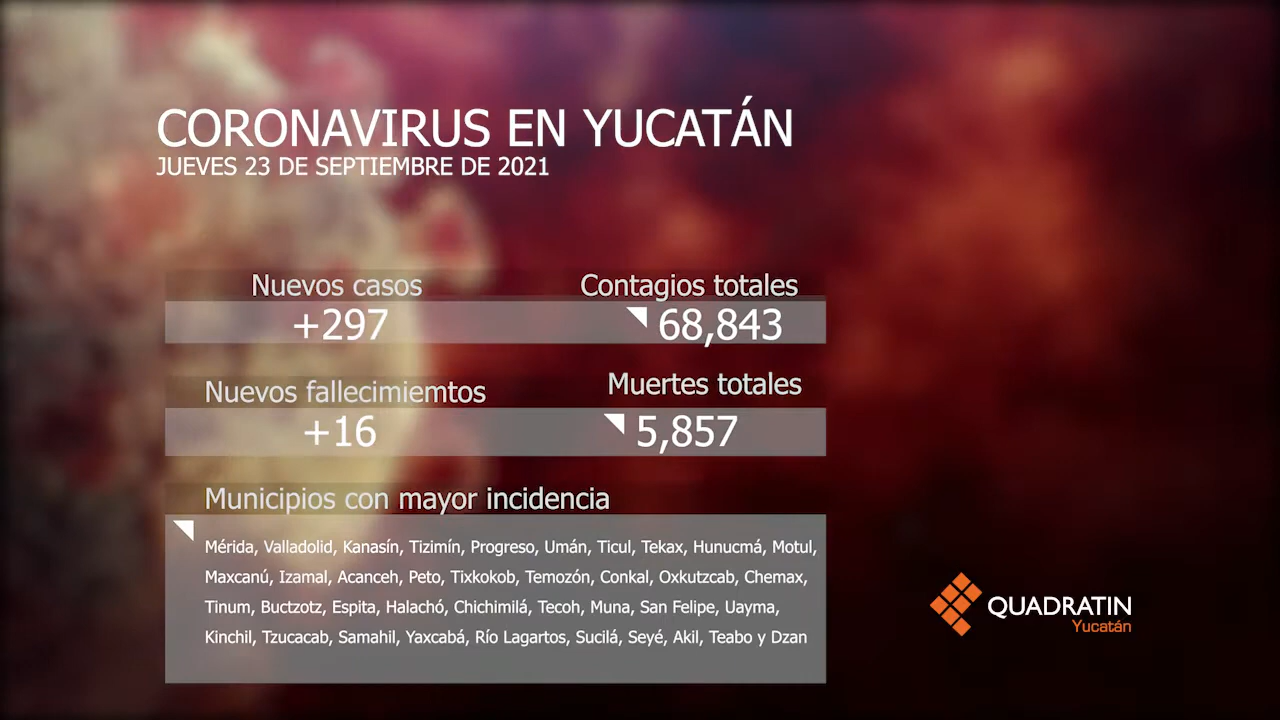 CORONAVIRUS EN YUCATÁN
JUEVES 23 DE SEPTIEMBRE DE 2021
Nuevos casos
+297
Contagios totales
68,843
Nuevos fallecimiemtos
+16
Muertes totales
5,857
Municipios con mayor incidencia
Mérida, Valladolid, Kanasín, Tizimín, Progreso, Umán, Ticul, Tekax, Hunucmá, Motul,
Maxcanú, Izamal, Acanceh, Peto, Tixkokob, Temozón, Conkal, Oxkutzcab, Chemax,
Tinum, Buctzotz, Espita, Halachó, Chichimilá, Tecoh, Muna, San Felipe, Uayma,
Kinchil, Tzucacab, Samahil, Yaxcabá, Río Lagartos, Sucilá, Seyé, Akil, Teabo y Dzan
QUADRATIN
Yucatán